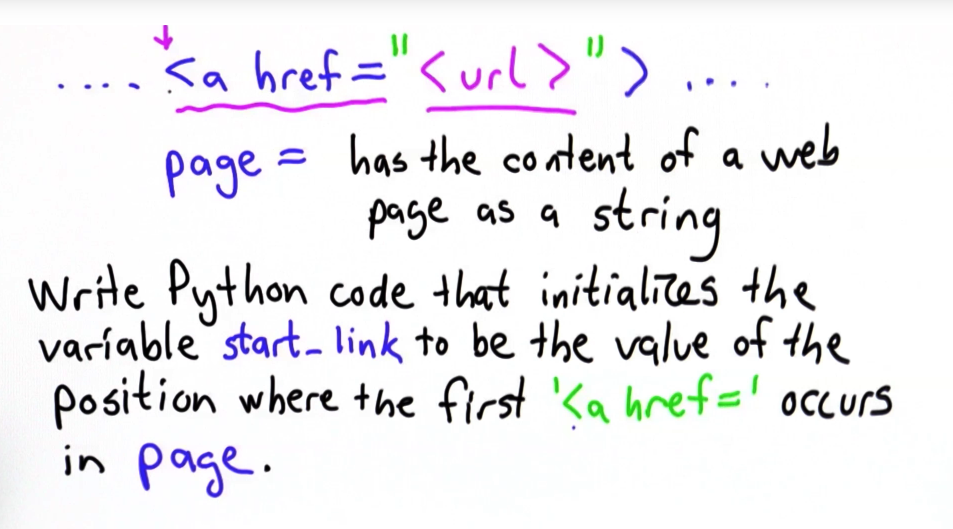 .... <a href="<url>"> ....
page = has the content of a web
page as a string
Write Python code that initializes the
variable start_link to be the value of the
position where the first '<a href=' occurs
in page.